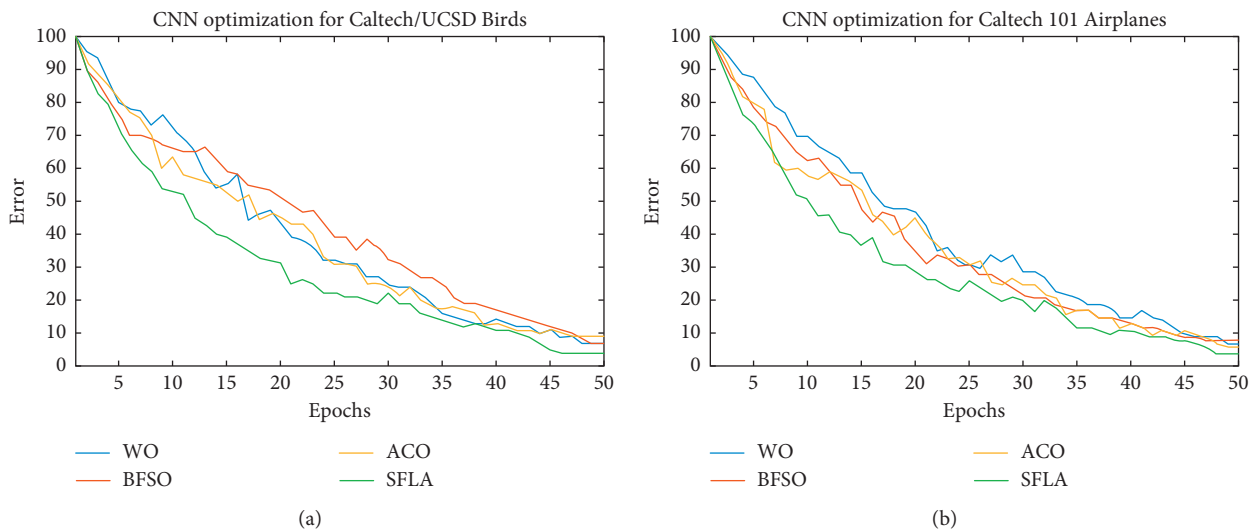 CNN optimization for Caltech/UCSD Birds
100
90
80
70
60
50
40
30
20
10
0
Error
5 10 15 20 25 30 35 40 45 50
Epochs
WO ACO
BFSO SFLA
(a)
CNN optimization for Caltech 101 Airplanes
100
90
80
70
60
50
40
30
20
10
0
Error
5 10 15 20 25 30 35 40 45 50
Epochs
WO ACO
BFSO SFLA
(b)